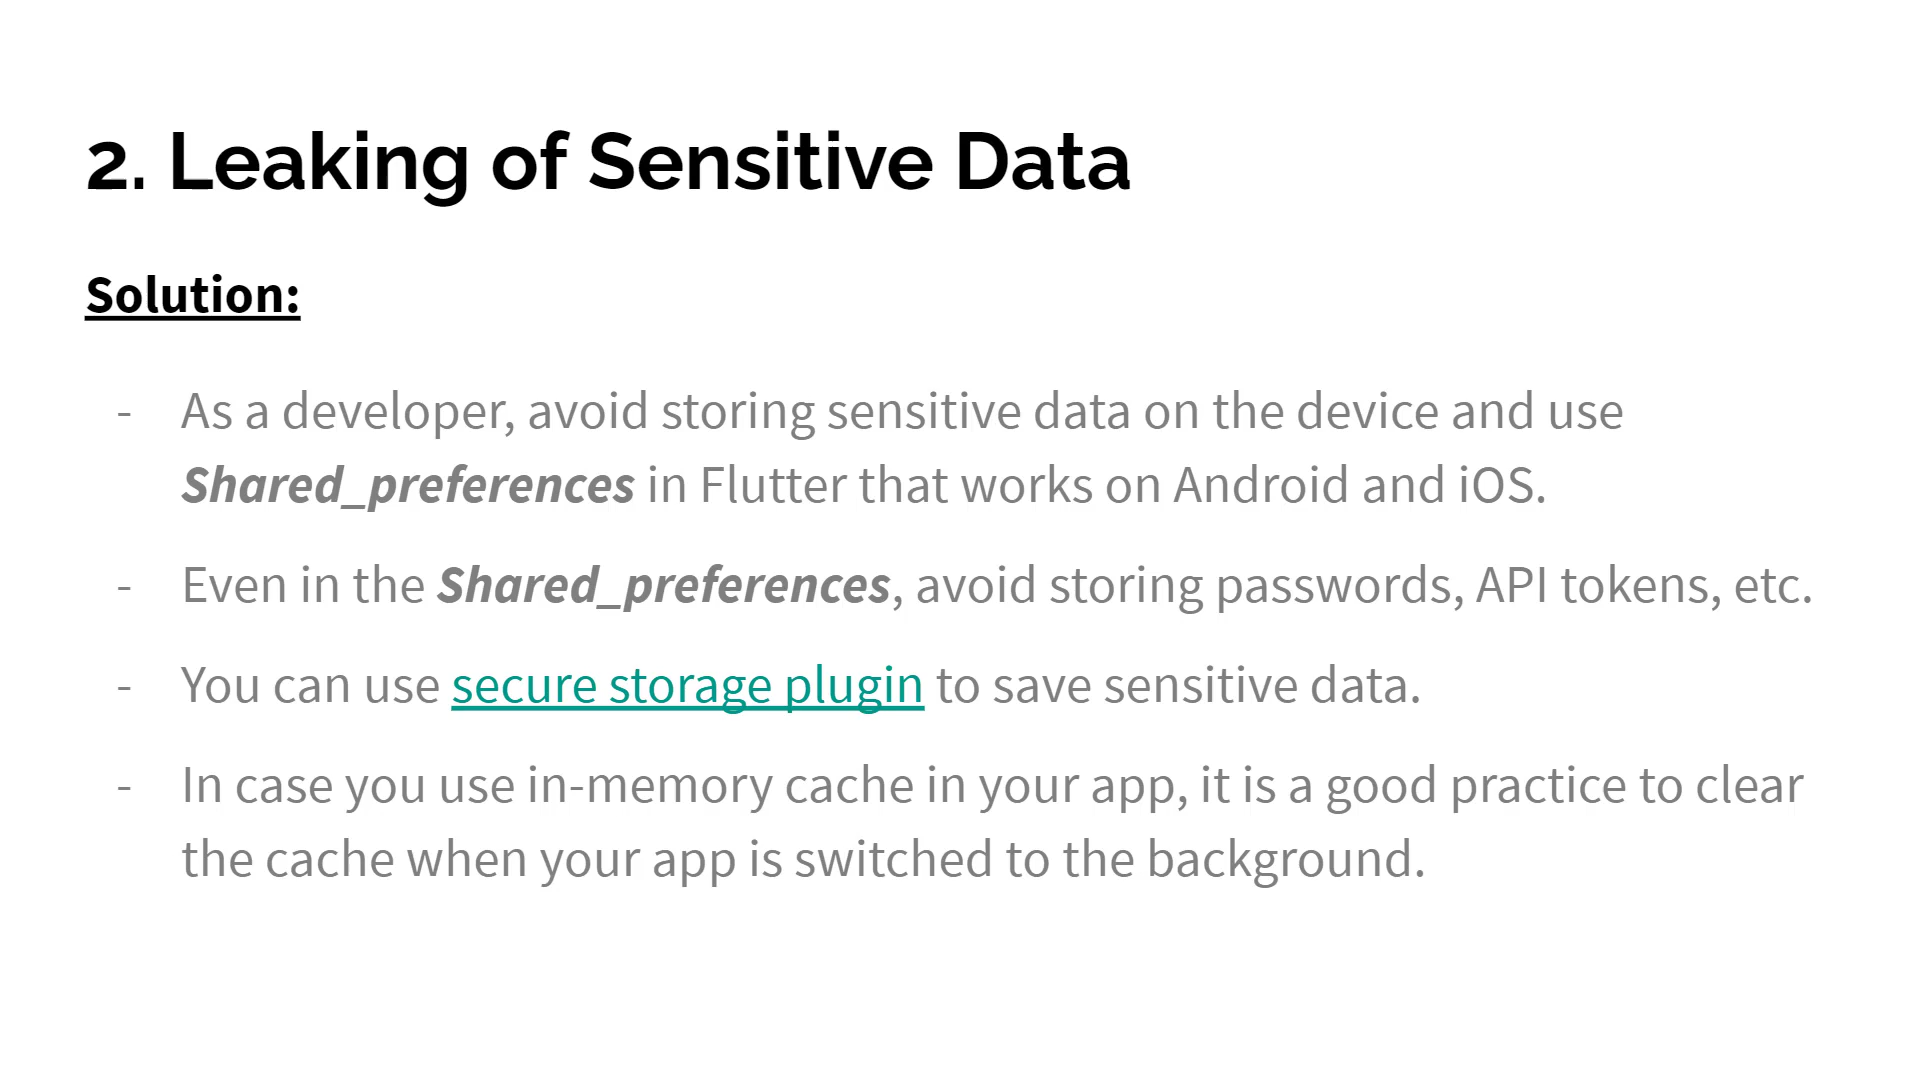 2. Leaking of Sensitive Data
Solution:
- As a developer, avoid storing sensitive data on the device and use
Shared_preferences in Flutter that works on Android and iOS.
- Even in the Shared_preferences, avoid storing passwords, API tokens, etc.
- You can use secure storage plugin to save sensitive data.
- In case you use in-memory cache in your app, it is a good practice to clear
the cache when your app is switched to the background.